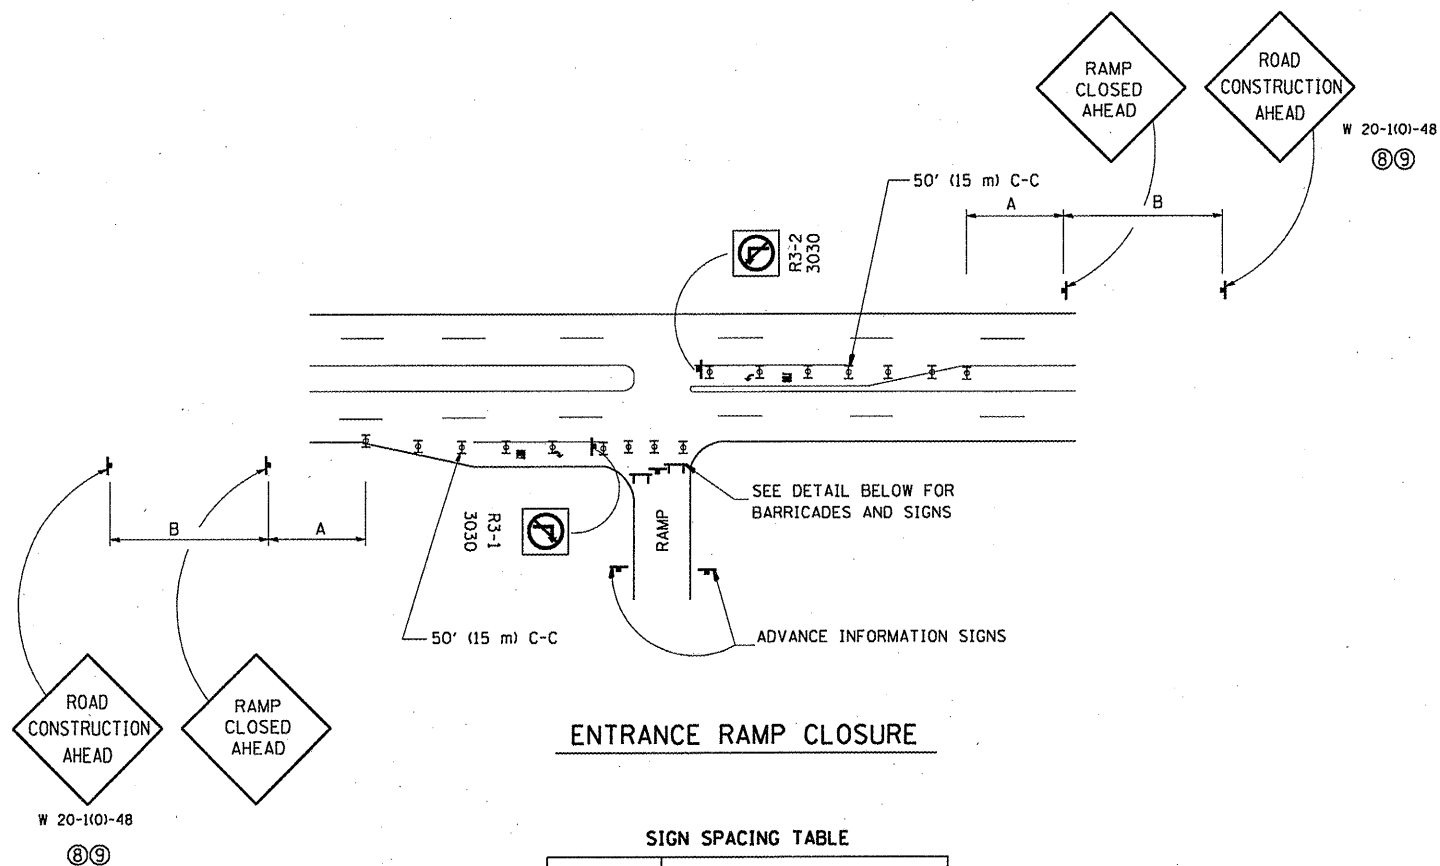 RAMP
CLOSED
AHEAD
ROAD
CONSTRUCTION
AHEAD
W 20-1(O)-48
⑧⑨
50' (15 m) C-C
A
B
R3-2
3030
SEE DETAIL BELOW FOR
BARRICADES AND SIGNS
B
A
R3-1
3030
RAMP
50' (15 m) C-C
ADVANCE INFORMATION SIGNS
ROAD
CONSTRUCTION
AHEAD
RAMP
CLOSED
AHEAD
W 20-1(O)-48
⑧⑨
ENTRANCE RAMP CLOSURE
SIGN SPACING TABLE